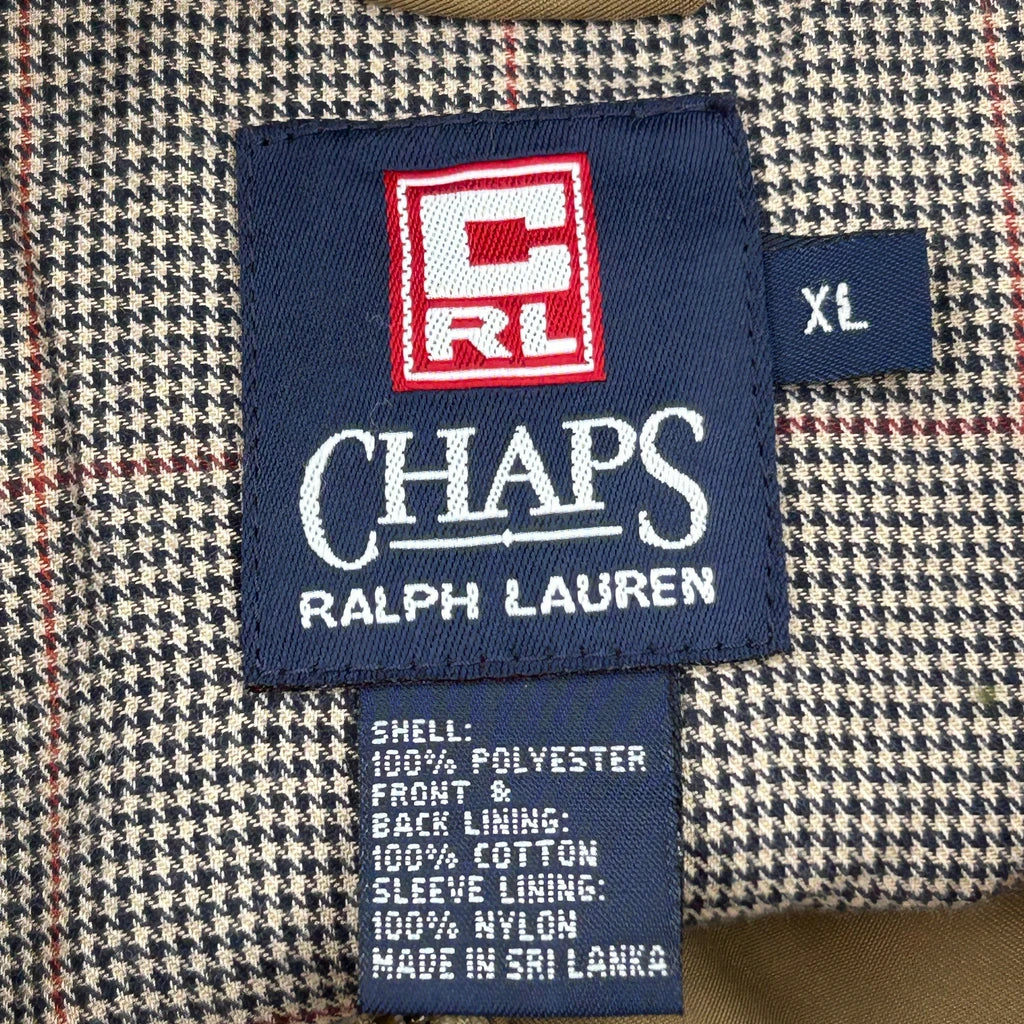 C
RL
CHAPS
RALPH LAUREN
XL
SHELL:
100% POLYESTER
FRONT &
BACK LINING:
100% COTTON
SLEEVE LINING:
100% NYLON
MADE IN SRI LANKA